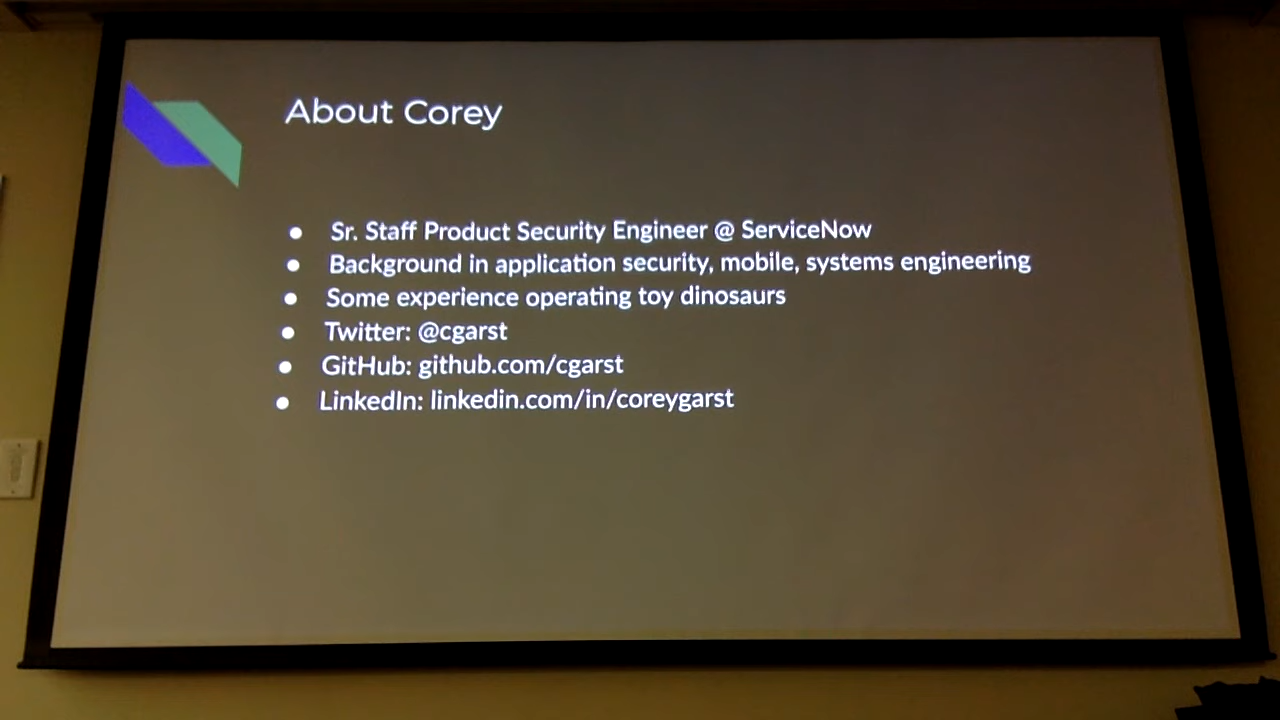 About Corey
● Sr. Staff Product Security Engineer @ ServiceNow
● Background in application security, mobile, systems engineering
● Some experience operating toy dinosaurs
● Twitter: @cgarst
● GitHub: github.com/cgarst
● LinkedIn: linkedin.com/in/coreygarst